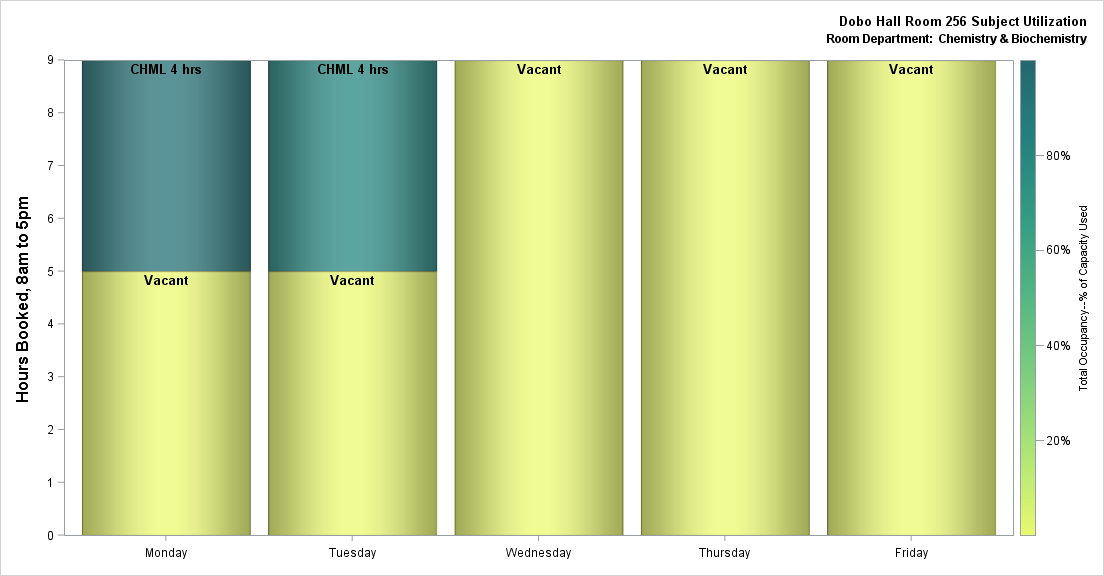 Dobo Hall Room 256 Subject Utilization
Room Department: Chemistry & Biochemistry
Hours Booked, 8am to 5pm
9
8
7
6
5
4
3
2
1
0
CHML 4 hrs
CHML 4 hrs
Vacant
Vacant
Vacant
Vacant
Vacant
Monday
Tuesday
Wednesday
Thursday
Friday
80%
60%
40%
20%
Total Occupancy--% of Capacity Used